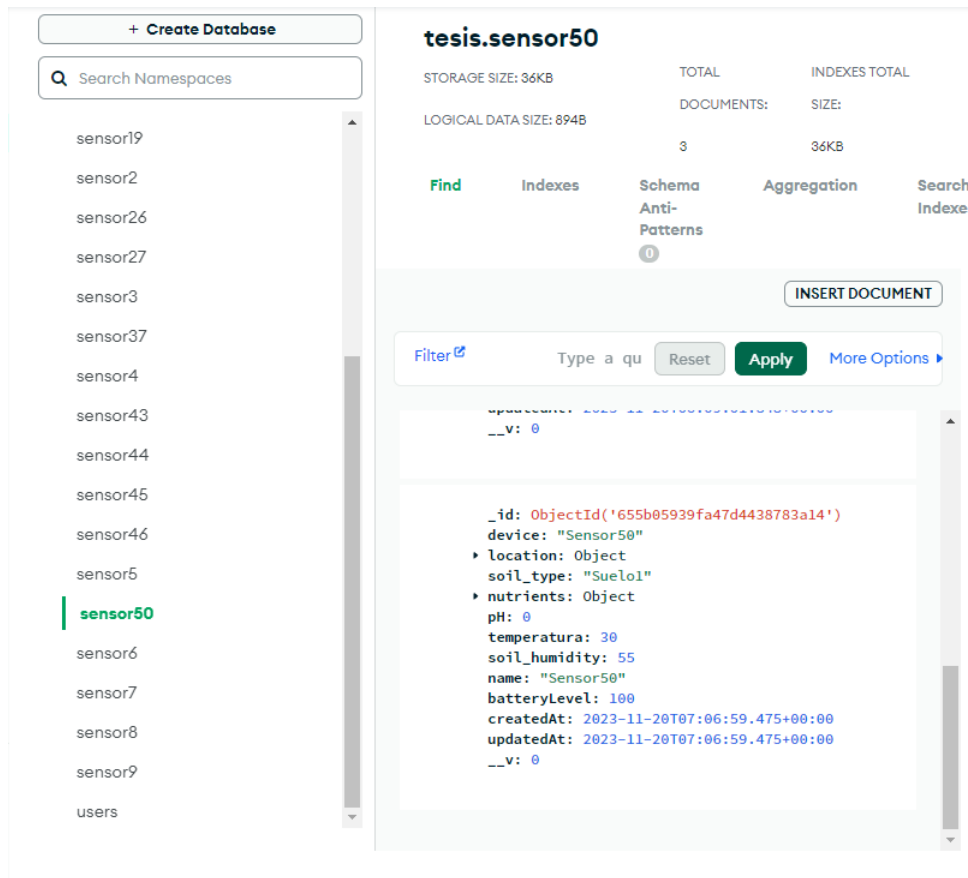 + Create Database
Search Namespaces
sensor19
sensor2
sensor26
sensor27
sensor3
sensor37
sensor4
sensor43
sensor44
sensor45
sensor46
sensor5
sensor50
sensor6
sensor7
sensor8
sensor9
users
tesis.sensor50
STORAGE SIZE: 36KB
LOGICAL DATA SIZE: 894B
TOTAL
DOCUMENTS:
3
INDEXES TOTAL
SIZE:
36KB
Find
Indexes
Schema
Anti-
Patterns
0
Aggregation
Search
Indexe
INSERT DOCUMENT
Filter
Type a qu
Reset
Apply
More Options
__v: 0
_id: ObjectId('655b05939fa47d4438783a14')
device: "Sensor50"
location: Object
soil_type: "Suelo1"
nutrients: Object
pH: 0
temperatura: 30
soil_humidity: 55
name: "Sensor50"
batteryLevel: 100
createdAt: 2023-11-20T07:06:59.475+00:00
updatedAt: 2023-11-20T07:06:59.475+00:00
__v: 0